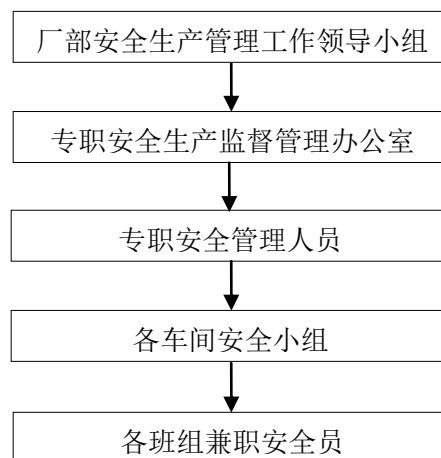 厂部安全生产管理工作领导小组
专职安全生产监督管理办公室
专职安全管理人员
各车间安全小组
各班组兼职安全员